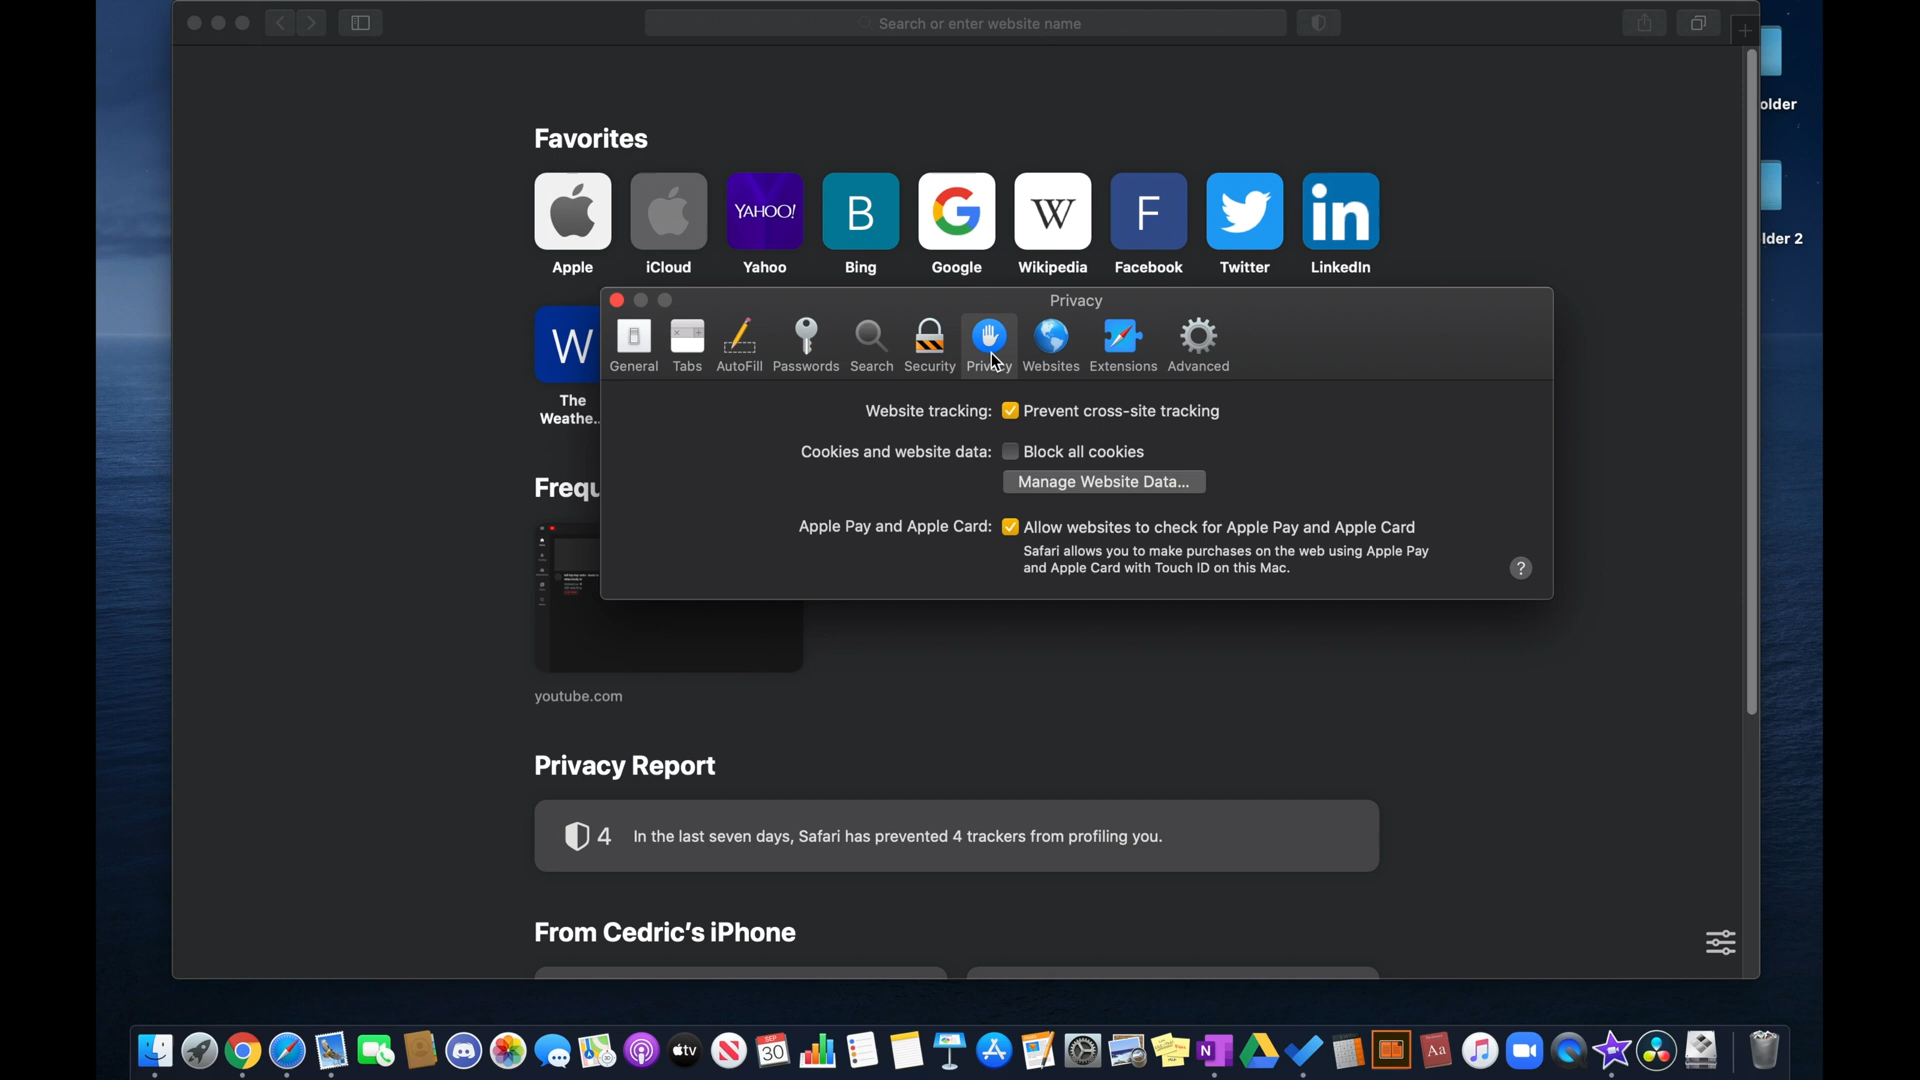 Search or enter website name
older
lder 2
Favorites
YAHOO!
B
G
W
F
in
Apple
iCloud
Yahoo
Bing
Google
Wikipedia
Facebook
Twitter
LinkedIn
W
The
Weathe..
Privacy
General
Tabs
AutoFill
Passwords
Search
Security
Privacy
Websites
Extensions
Advanced
Website tracking: Prevent cross-site tracking
Cookies and website data: Block all cookies
Manage Website Data...
Apple Pay and Apple Card: Allow websites to check for Apple Pay and Apple Card
Safari allows you to make purchases on the web using Apple Pay
and Apple Card with Touch ID on this Mac.
?
Frequ
youtube.com
Privacy Report
4 In the last seven days, Safari has prevented 4 trackers from profiling you.
From Cedric's iPhone
tv
SEP
30
N
Aa